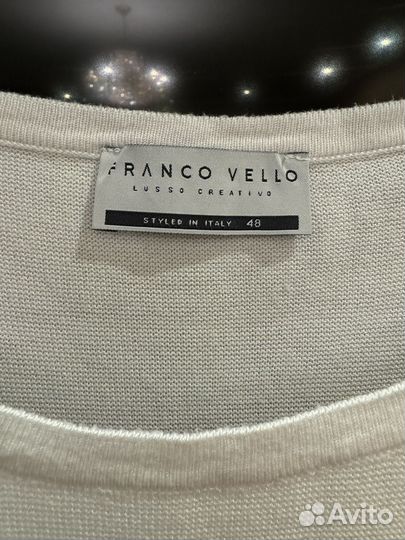 FRANCO VELLO
LUSSO CREATIVO
STYLED IN ITALY 48
Avito